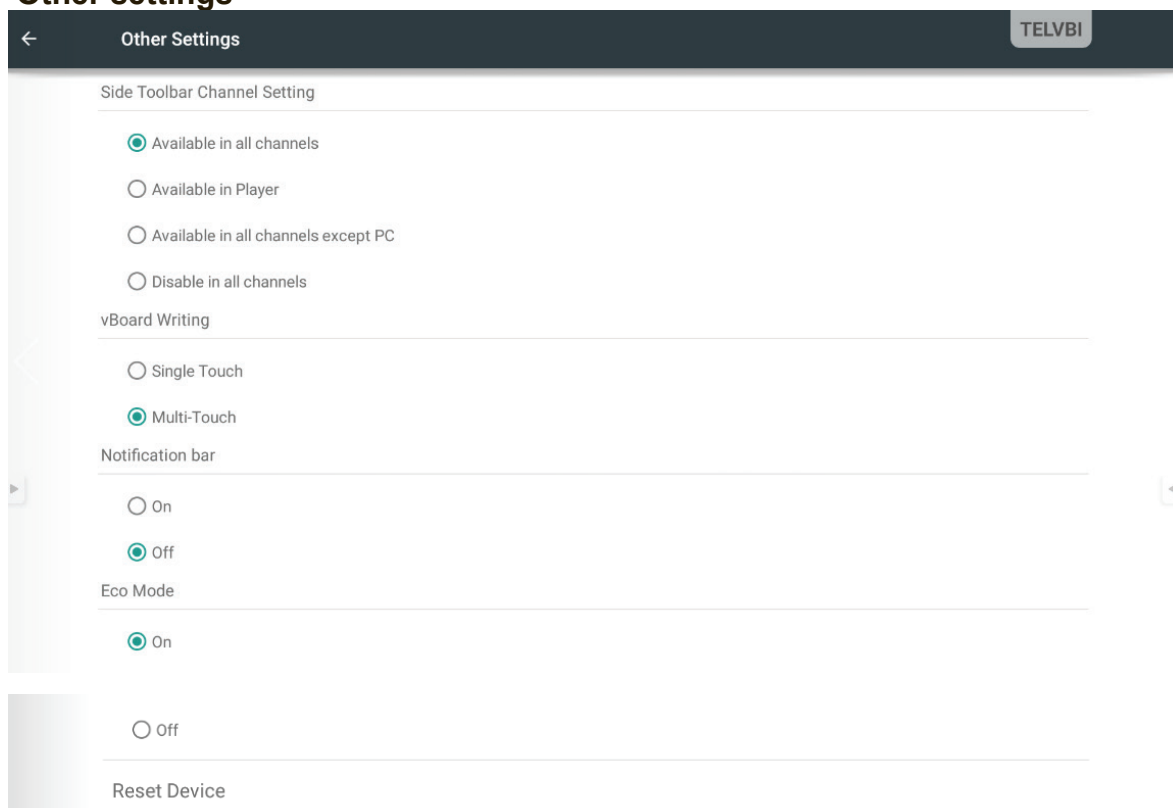 Other settings
Other Settings
TELVBI
Side Toolbar Channel Setting
Available in all channels
Available in Player
Available in all channels except PC
Disable in all channels
vBoard Writing
Single Touch
Multi-Touch
Notification bar
On
Off
Eco Mode
On
Off
Reset Device